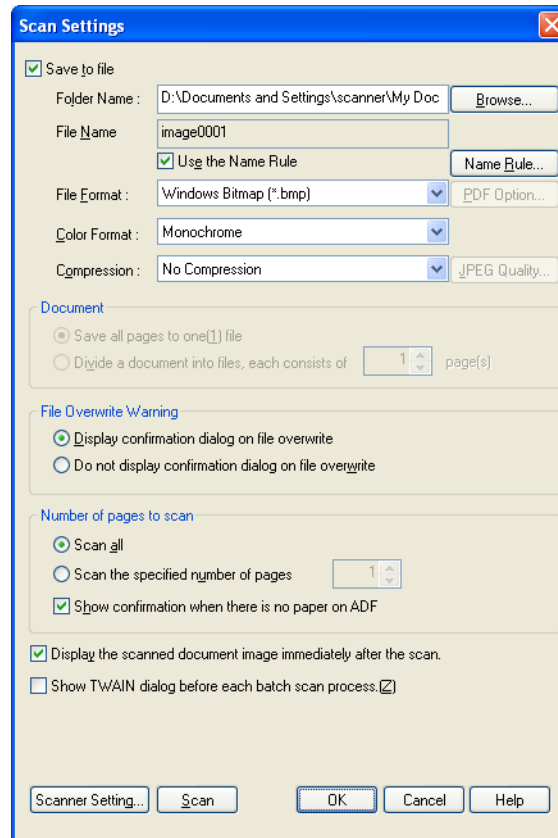 Scan Settings
Save to file
Folder Name : D:\Documents and Settings\scanner\My Doc Browse...
File Name image0001
Use the Name Rule Name Rule...
File Format : Windows Bitmap (*.bmp) PDF Option...
Color Format : Monochrome
Compression : No Compression JPEG Quality...
Document
Save all pages to one(1) file
Divide a document into files, each consists of 1 page(s)
File Overwrite Warning
Display confirmation dialog on file overwrite
Do not display confirmation dialog on file overwrite
Number of pages to scan
Scan all
Scan the specified number of pages 1
Show confirmation when there is no paper on ADF
Display the scanned document image immediately after the scan.
Show TWAIN dialog before each batch scan process.(Z)
Scanner Setting... Scan OK Cancel Help